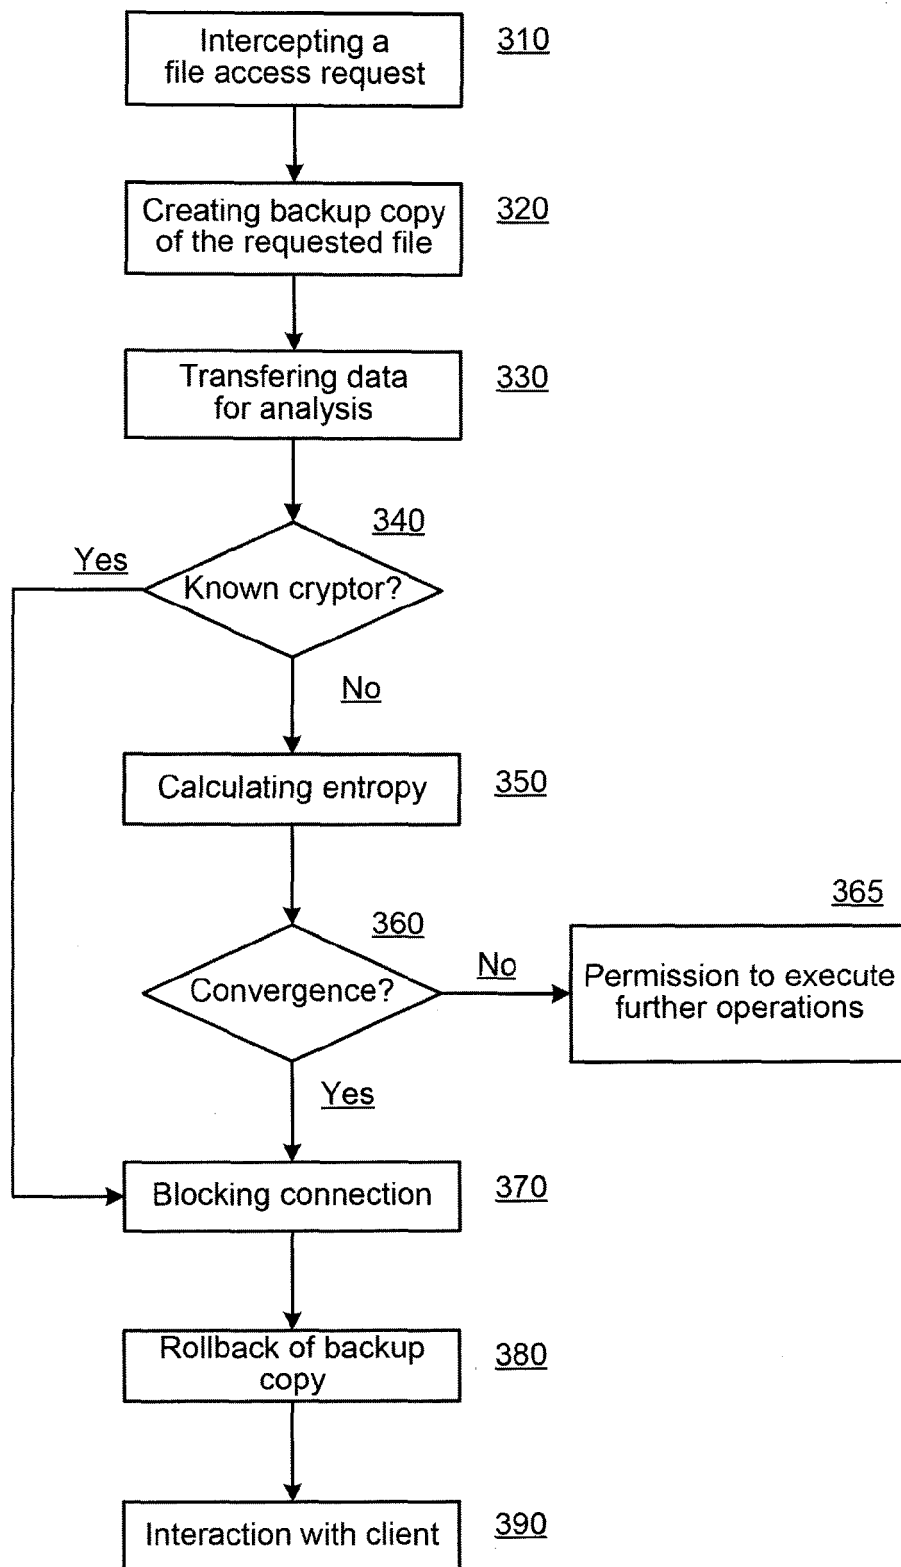 Intercepting a
file access request
310
Creating backup copy
of the requested file
320
Transfering data
for analysis
330
340
Yes
Known cryptor?
No
Calculating entropy
350
365
360
Convergence?
No
Permission to execute
further operations
Yes
Blocking connection
370
Rollback of backup
copy
380
Interaction with client
390